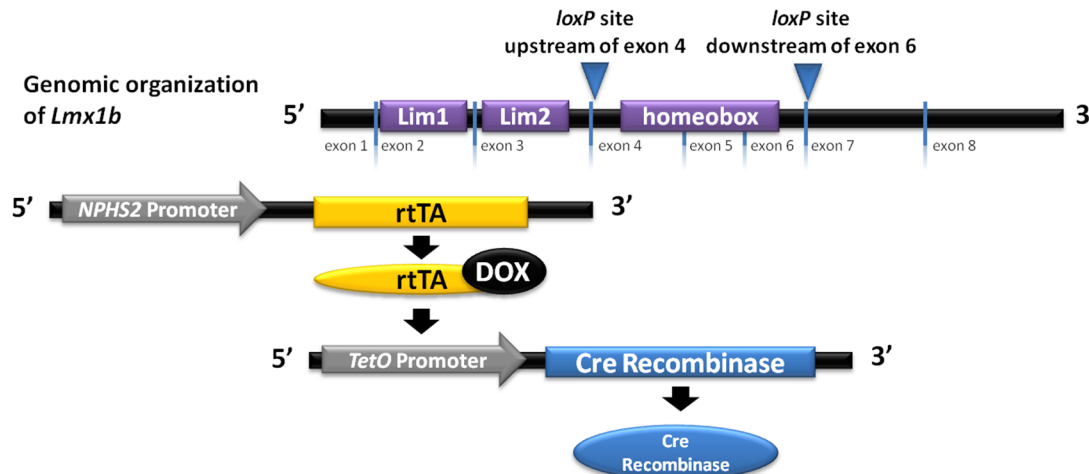 loxP site
upstream of exon 4
loxP site
downstream of exon 6
Genomic organization
of Lmx1b
5’
Lim1
Lim2
homeobox
3
exon 1
exon 2
exon 3
exon 4
exon 5
exon 6
exon 7
exon 8
5’
NPHS2 Promoter
rtTA
3’
rtTA
DOX
5’
TetO Promoter
Cre Recombinase
3’
Cre
Recombinase